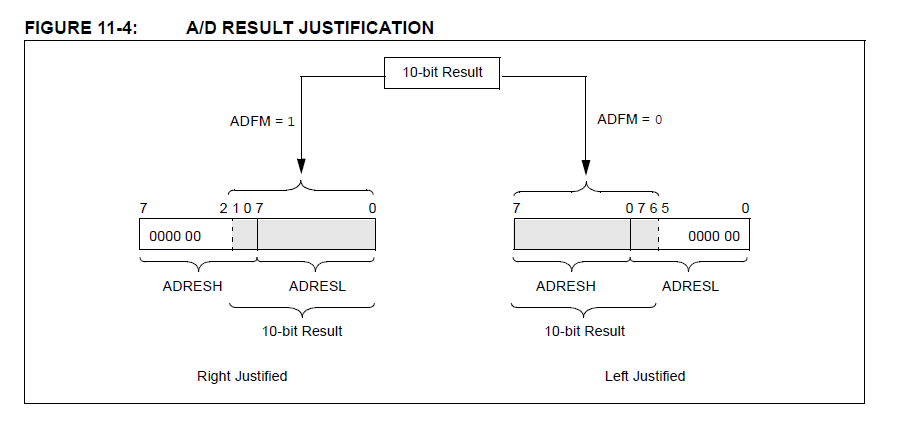 FIGURE 11-4: A/D RESULT JUSTIFICATION
10-bit Result
ADFM = 1
ADFM = 0
7 2 1 0 7 0
7 0 7 6 5 0
0000 00
0000 00
ADRESH ADRESL
ADRESH ADRESL
10-bit Result
10-bit Result
Right Justified
Left Justified